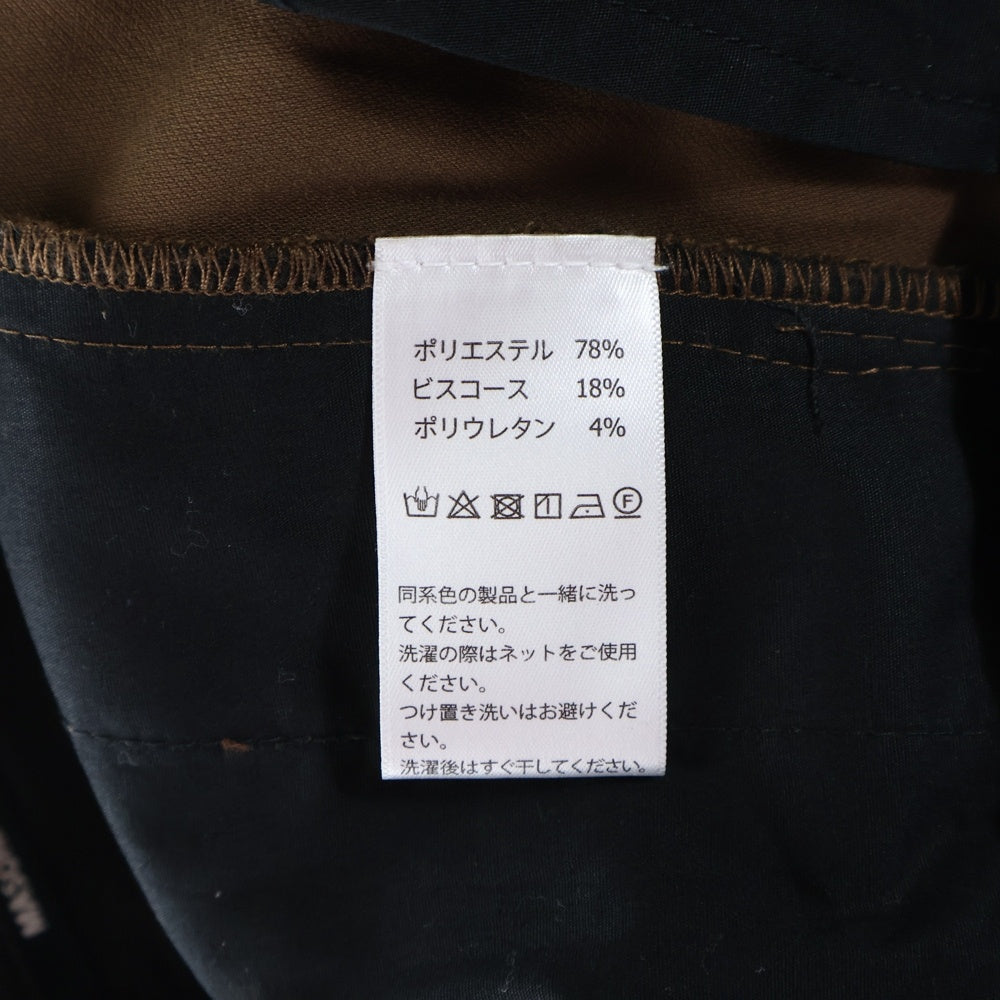 ポリエステル 78%
ビスコース 18%
ポリウレタン 4%
F
同系色の製品と一緒に洗っ
てください。
洗濯の際はネットをご使用
ください。
つけ置き洗いはお避けくだ
さい。
洗濯後はすぐ干してください。